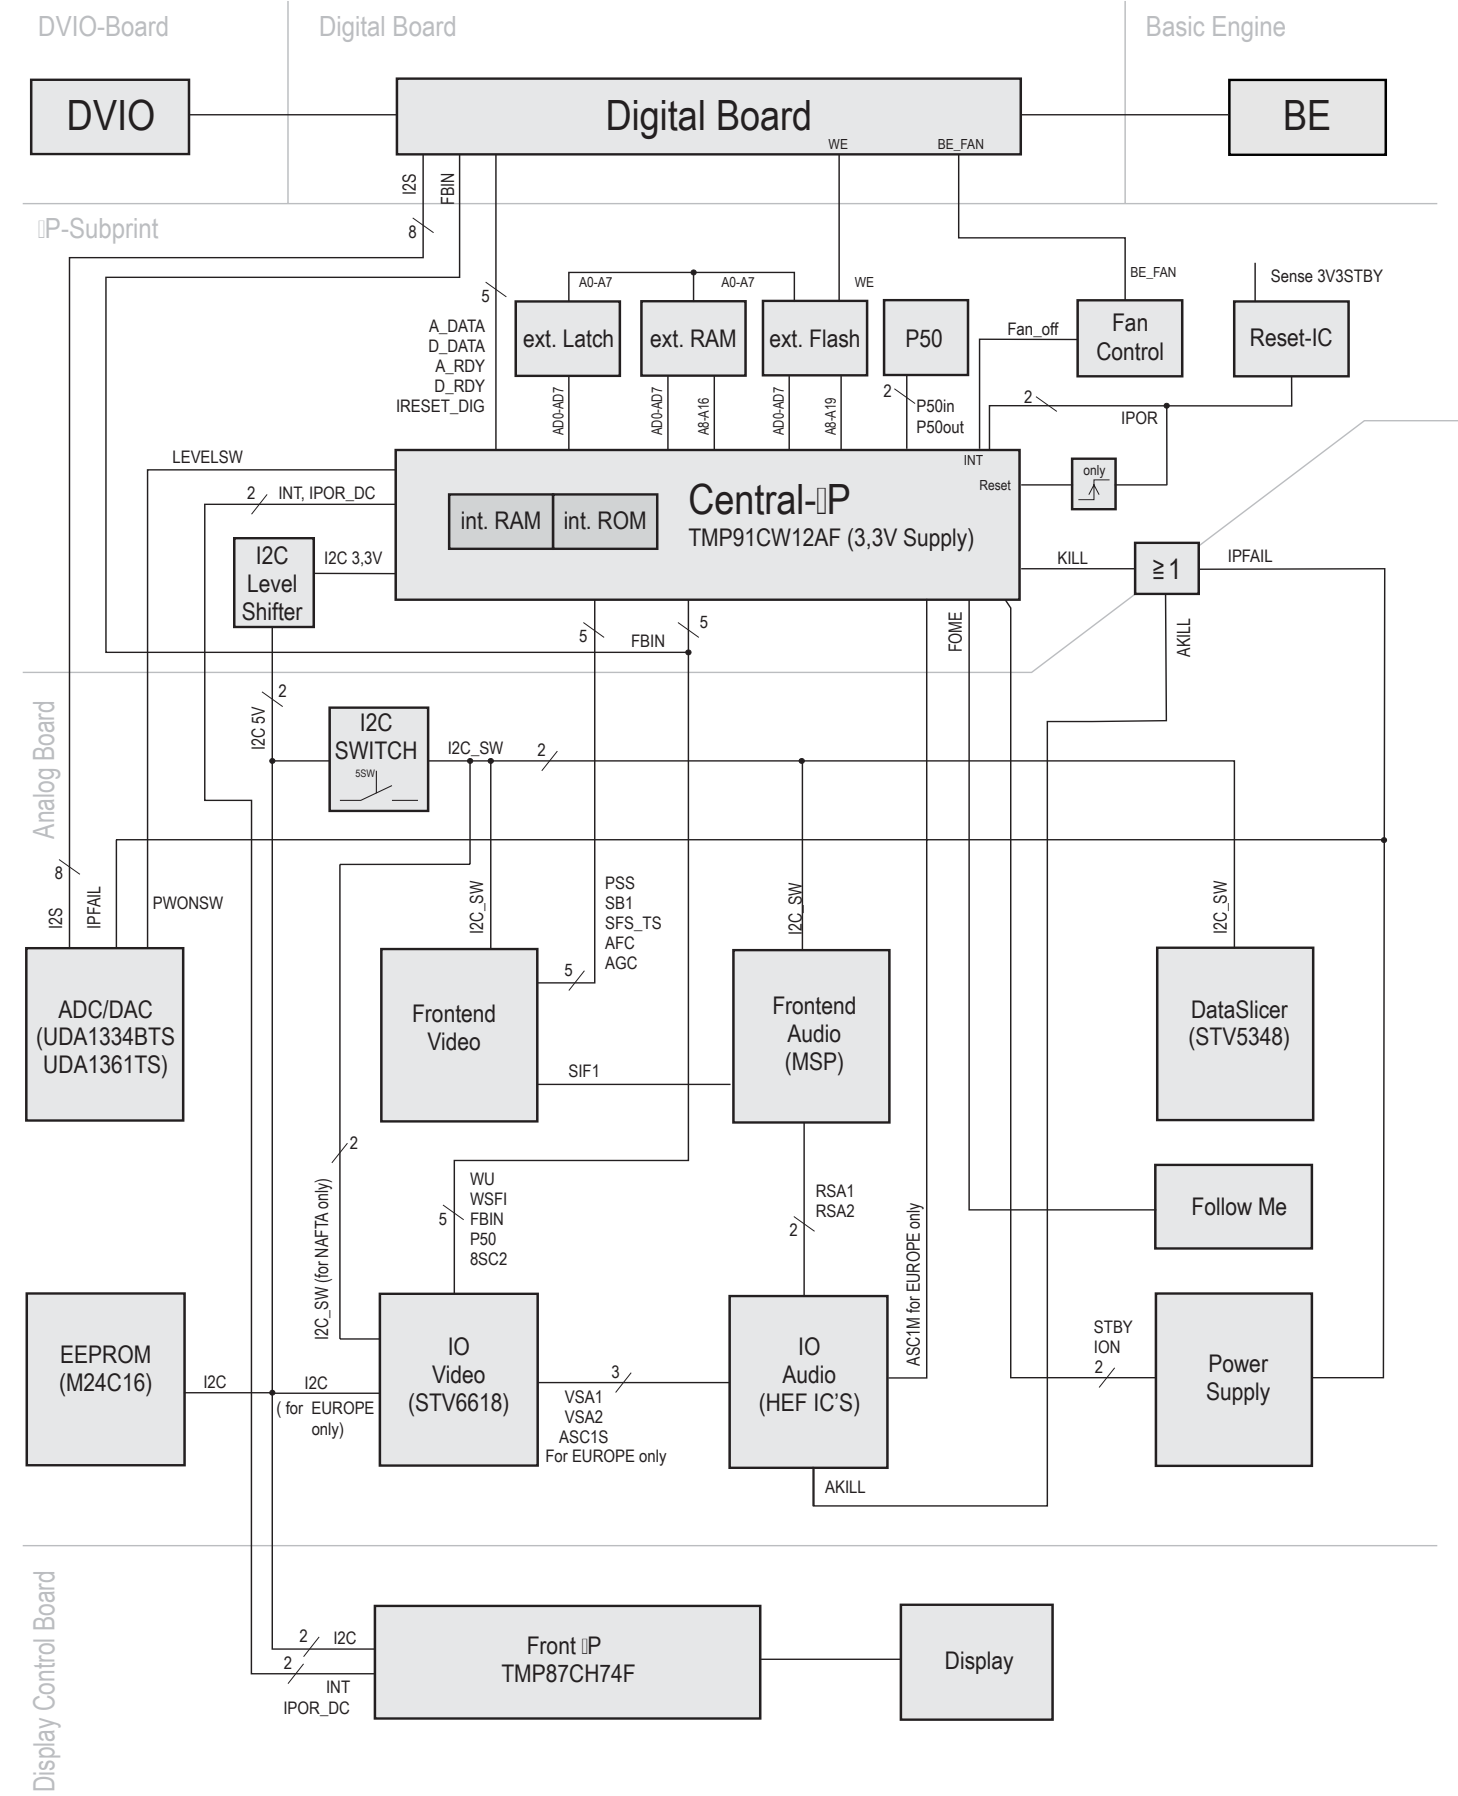 DVIO-Board
Digital Board
Basic Engine
DVIO
Digital Board
WE
BE_FAN
BE
I2S
FBIN
8
P-Subprint
5
A_DATA
D_DATA
A_RDY
D_RDY
IRESET_DIG
A0-A7
A0-A7
WE
BE_FAN
Sense 3V3STBY
ext. Latch
ext. RAM
ext. Flash
P50
Fan_off
Fan
Control
Reset-IC
AD0-AD7
AD0-AD7
A8-A16
AD0-AD7
A8-A19
2
P50in
P50out
2
IPOR
LEVELSW
2
INT, IPOR_DC
INT
Reset
only
int. RAM
int. ROM
Central-P
TMP91CW12AF (3,3V Supply)
I2C
Level
Shifter
I2C 3,3V
KILL
≧ 1
IPFAIL
AKILL
5
FBIN
5
FOME
2
I2C 5V
Analog Board
I2C
SWITCH
5SW
I2C_SW
2
8
I2S
IPFAIL
PWONSW
I2C_SW
PSS
SB1
SFS_TS
AFC
AGC
5
I2C_SW
I2C_SW
ADC/DAC
(UDA1334BTS
UDA1361TS)
Frontend
Video
SIF1
Frontend
Audio
(MSP)
DataSlicer
(STV5348)
2
I2C_SW (for NAFTA only)
WU
WSFI
FBIN
P50
8SC2
5
RSA1
RSA2
2
ASC1M for EUROPE only
Follow Me
EEPROM
(M24C16)
I2C
I2C
( for EUROPE
only)
IO
Video
(STV6618)
3
VSA1
VSA2
ASC1S
For EUROPE only
IO
Audio
(HEF IC'S)
STBY
ION
2
Power
Supply
AKILL
Display Control Board
2
I2C
2
INT
IPOR_DC
Front P
TMP87CH74F
Display